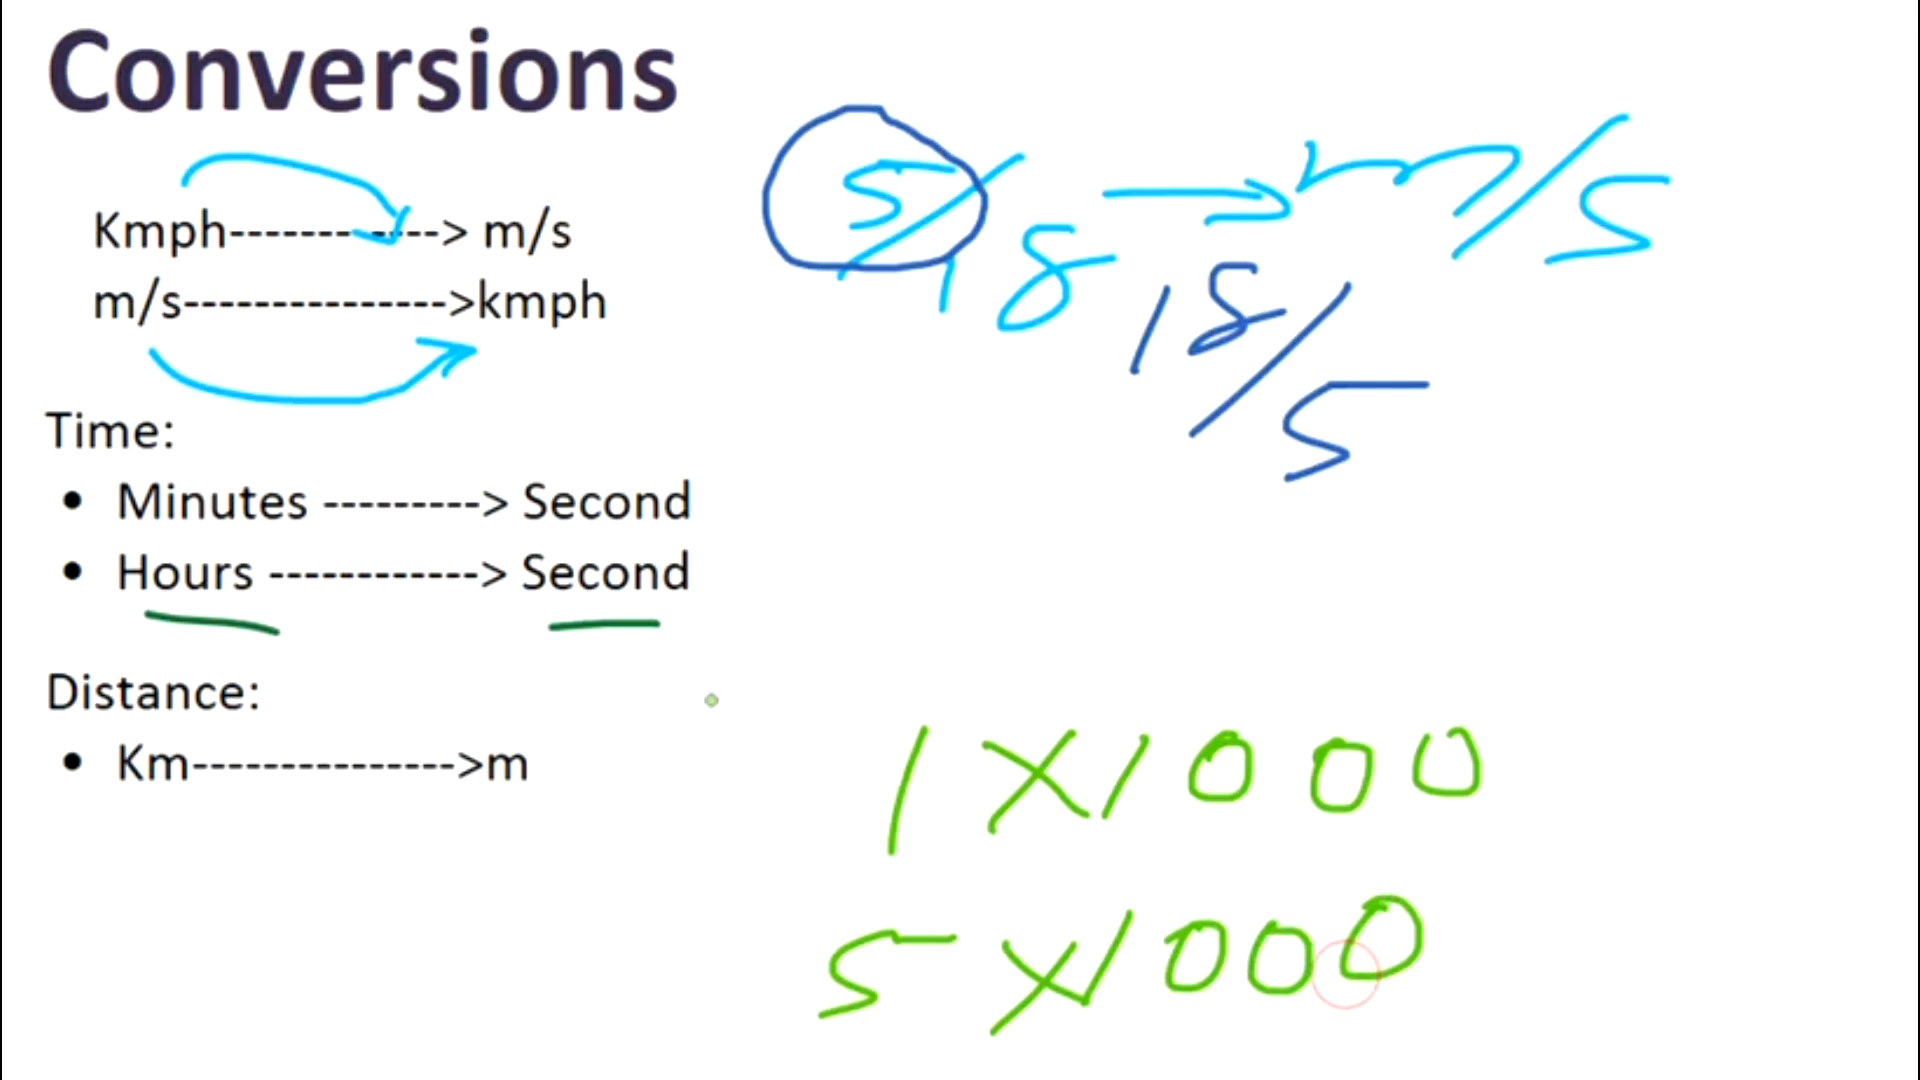 Conversions
Kmph-----------> m/s
m/s--------------->kmph
Time:
• Minutes ---------> Second
• Hours ------------> Second
Distance:
• Km--------------->m
5/18 → m/s
18/5
1 X 1000
5 X 1000